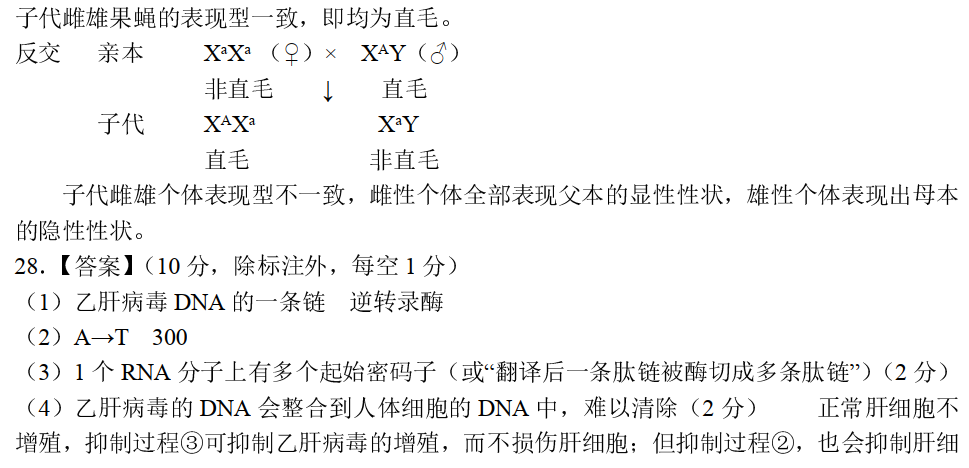 子代雌雄果蝇的表现型一致，即均为直毛。
反交 亲本 XᵃXᵃ（♀）× XᴬY（♂）
非直毛 ↓ 直毛
子代 XᴬXᵃ XᵃY
直毛 非直毛
子代雌雄个体表现型不一致，雌性个体全部表现父本的显性性状，雄性个体表现出母本
的隐性性状。
28.【答案】（10 分，除标注外，每空 1 分）
（1）乙肝病毒 DNA 的一条链 逆转录酶
（2）A→T 300
（3）1 个 RNA 分子上有多个起始密码子（或“翻译后一条肽链被酶切成多条肽链”）（2 分）
（4）乙肝病毒的 DNA 会整合到人体细胞的 DNA 中，难以清除（2 分） 正常肝细胞不
增殖，抑制过程③可抑制乙肝病毒的增殖，而不损伤肝细胞；但抑制过程②，也会抑制肝细